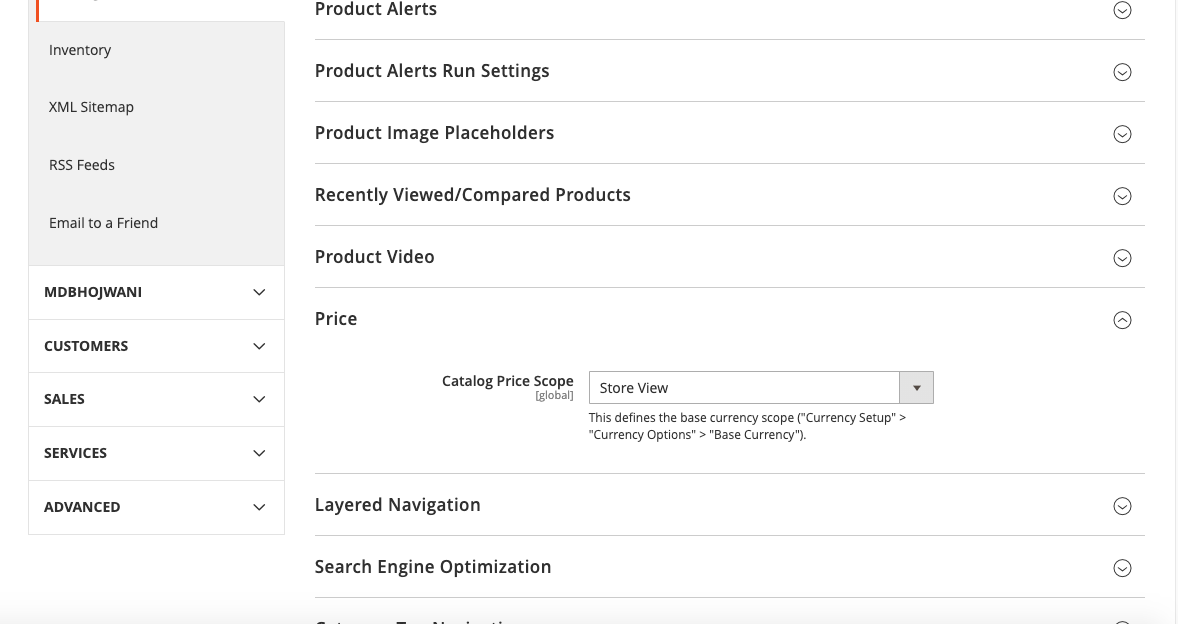 Product Alerts
Inventory
Product Alerts Run Settings
XML Sitemap
Product Image Placeholders
RSS Feeds
Recently Viewed/Compared Products
Email to a Friend
Product Video
MDBHOJWANI
Price
CUSTOMERS
Catalog Price Scope
[global]
Store View
SALES
This defines the base currency scope ("Currency Setup" >
"Currency Options" > "Base Currency").
SERVICES
Layered Navigation
ADVANCED
Search Engine Optimization